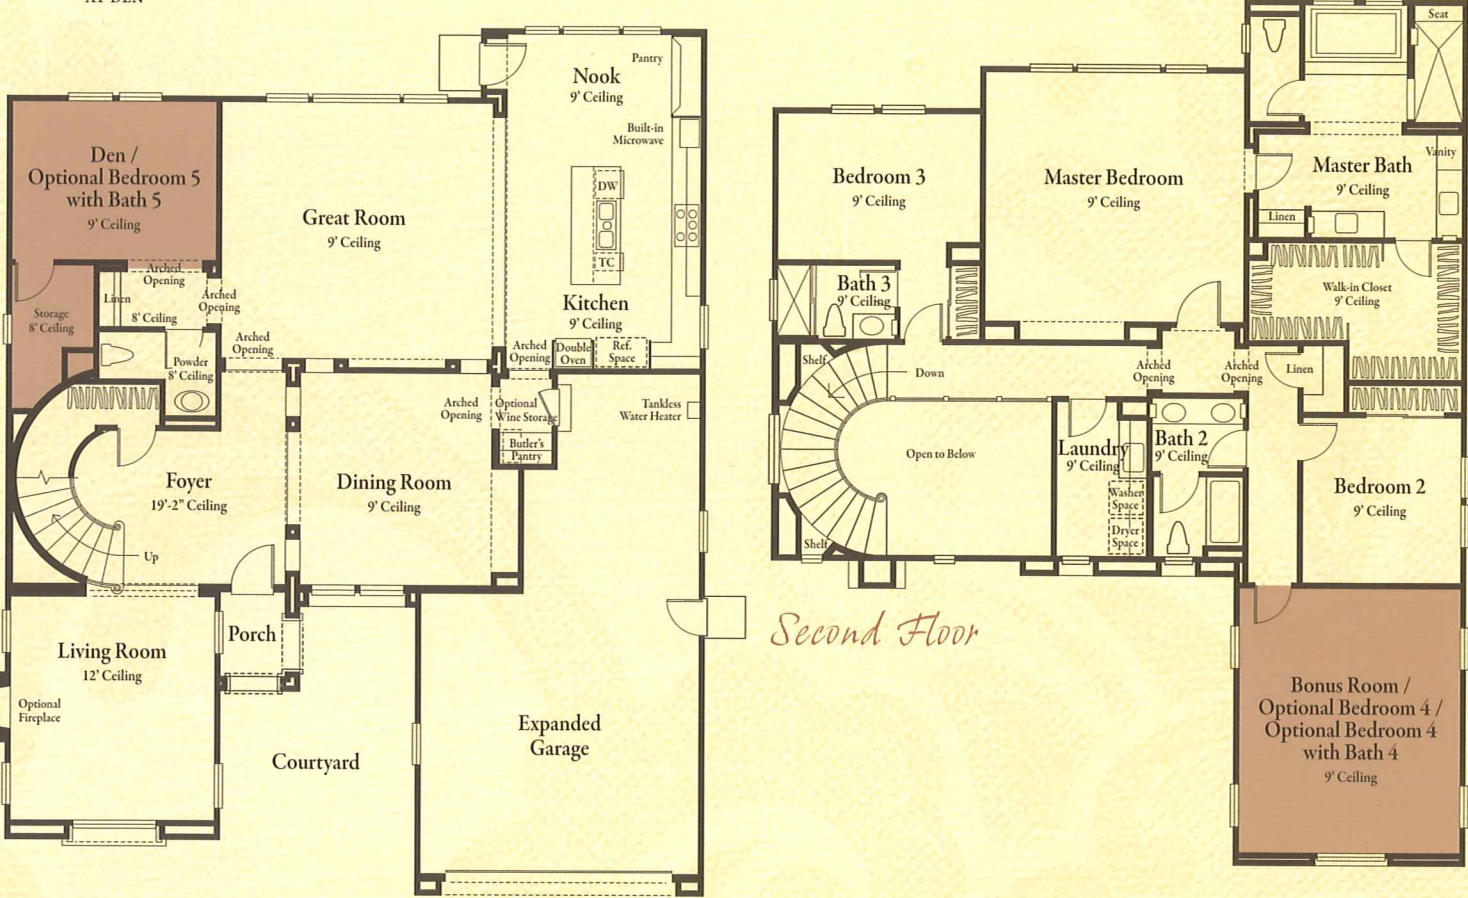 AT DEN
Nook
9' Ceiling
Pantry
Built-in
Microwave
Den /
Optional Bedroom 5
with Bath 5
9' Ceiling
Great Room
9' Ceiling
DW
TC
Kitchen
9' Ceiling
Arched
Opening
Linen
8' Ceiling
Arched
Opening
Storage
8' Ceiling
Powder
8' Ceiling
Arched
Opening
Arched
Opening
Double
Oven
Ref.
Space
Arched
Opening
Optional
Wine Storage
Butler's
Pantry
Tankless
Water Heater
Foyer
19'-2" Ceiling
Up
Dining Room
9' Ceiling
Living Room
12' Ceiling
Optional
Fireplace
Porch
Courtyard
Expanded
Garage
Seat
Bedroom 3
9' Ceiling
Master Bedroom
9' Ceiling
Master Bath
9' Ceiling
Vanity
Linen
Bath 3
9' Ceiling
Walk-in Closet
9' Ceiling
Shelf
Down
Arched
Opening
Arched
Opening
Linen
Open to Below
Laundry
9' Ceiling
Washer
Space
Dryer
Space
Bath 2
9' Ceiling
Bedroom 2
9' Ceiling
Shelf
Second Floor
Bonus Room /
Optional Bedroom 4 /
Optional Bedroom 4
with Bath 4
9' Ceiling